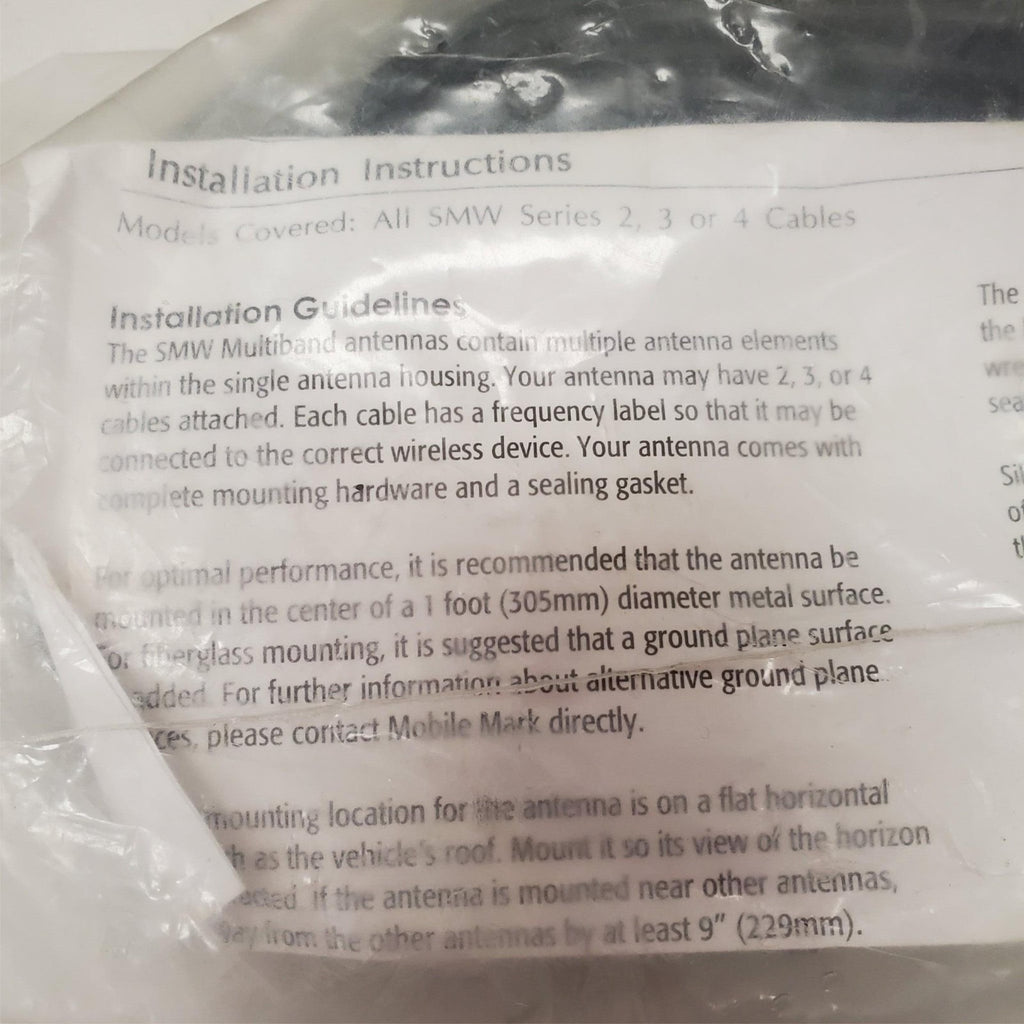 Installation Instructions
Models Covered: All SMW Series 2, 3 or 4 Cables
Installation Guidelines
The SMW Multiband antennas contain multiple antenna elements
within the single antenna housing. Your antenna may have 2, 3, or 4
cables attached. Each cable has a frequency label so that it may be
connected to the correct wireless device. Your antenna comes with
complete mounting hardware and a sealing gasket.
For optimal performance, it is recommended that the antenna be
mounted in the center of a 1 foot (305mm) diameter metal surface.
For fiberglass mounting, it is suggested that a ground plane surface
added. For further information about alternative ground plane
please contact Mobile Mark directly.
mounting location for the antenna is on a flat horizontal
as the vehicle's roof. Mount it so its view of the horizon
if the antenna is mounted near other antennas,
from the other antennas by at least 9" (229mm).
The
the